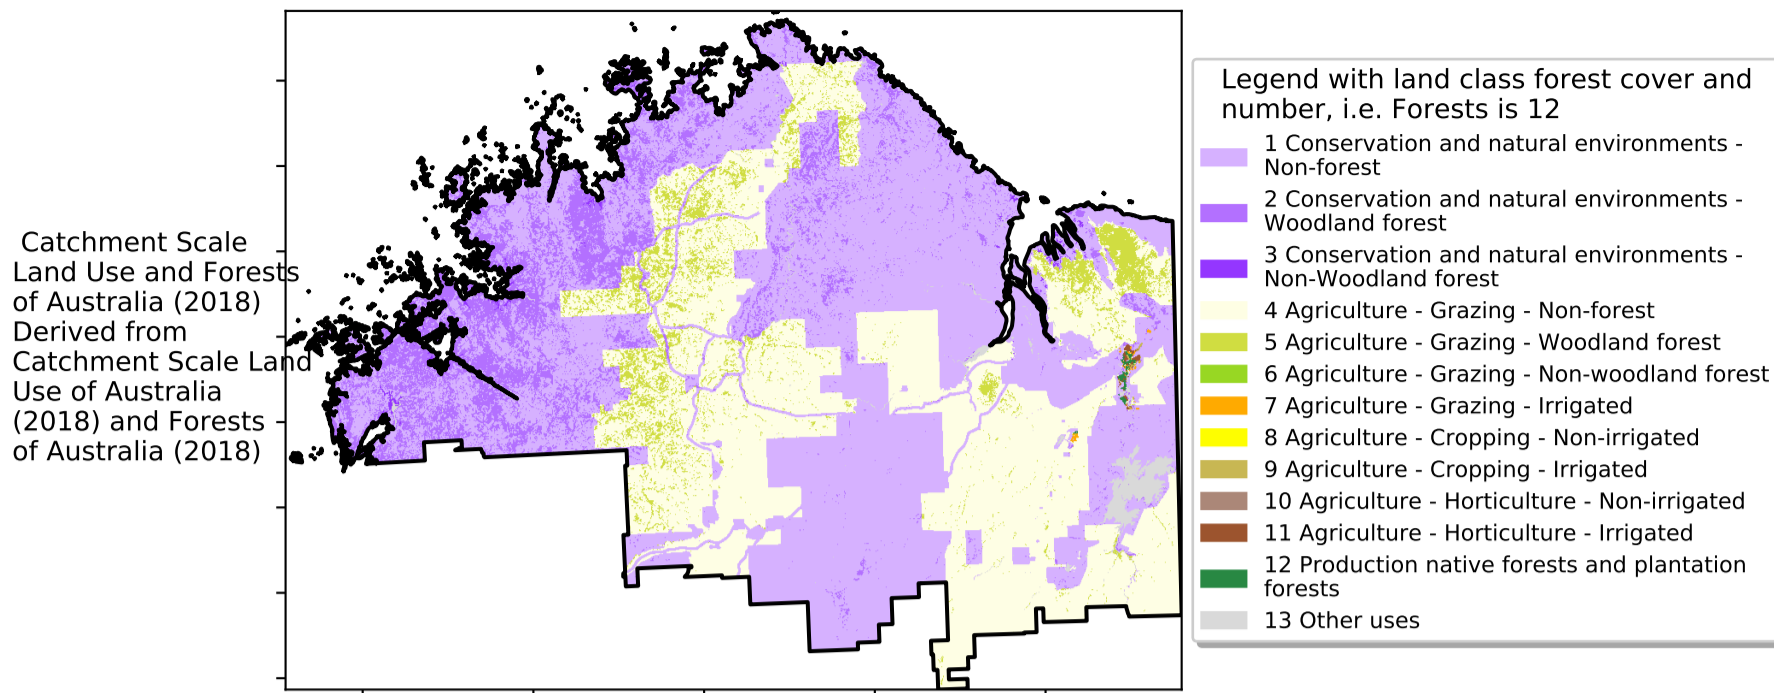 Catchment Scale
Land Use and Forests
of Australia (2018)
Derived from
Catchment Scale Land
Use of Australia
(2018) and Forests
of Australia (2018)
Legend with land class forest cover and
number, i.e. Forests is 12
1 Conservation and natural environments -
Non-forest
2 Conservation and natural environments -
Woodland forest
3 Conservation and natural environments -
Non-Woodland forest
4 Agriculture - Grazing - Non-forest
5 Agriculture - Grazing - Woodland forest
6 Agriculture - Grazing - Non-woodland forest
7 Agriculture - Grazing - Irrigated
8 Agriculture - Cropping - Non-irrigated
9 Agriculture - Cropping - Irrigated
10 Agriculture - Horticulture - Non-irrigated
11 Agriculture - Horticulture - Irrigated
12 Production native forests and plantation
forests
13 Other uses